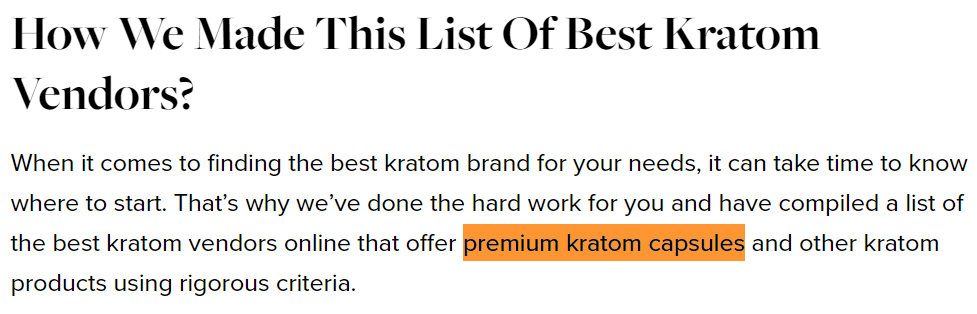 How We Made This List Of Best Kratom
Vendors?
When it comes to finding the best kratom brand for your needs, it can take time to know
where to start. That’s why we’ve done the hard work for you and have compiled a list of
the best kratom vendors online that offer premium kratom capsules and other kratom
products using rigorous criteria.